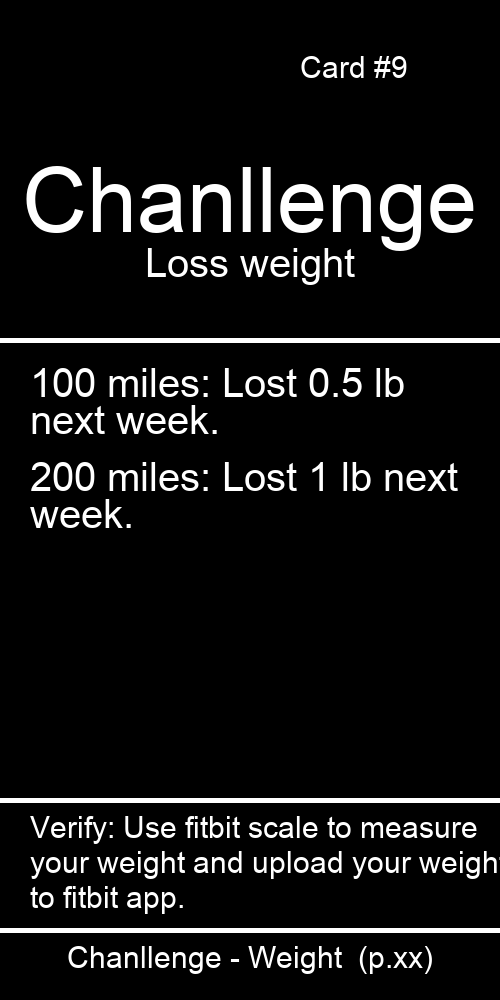 Card #9
Chanllenge
Loss weight
100 miles: Lost 0.5 lb
next week.
200 miles: Lost 1 lb next
week.
Verify: Use fitbit scale to measure
your weight and upload your weigh
to fitbit app.
Chanllenge - Weight (p.xx)